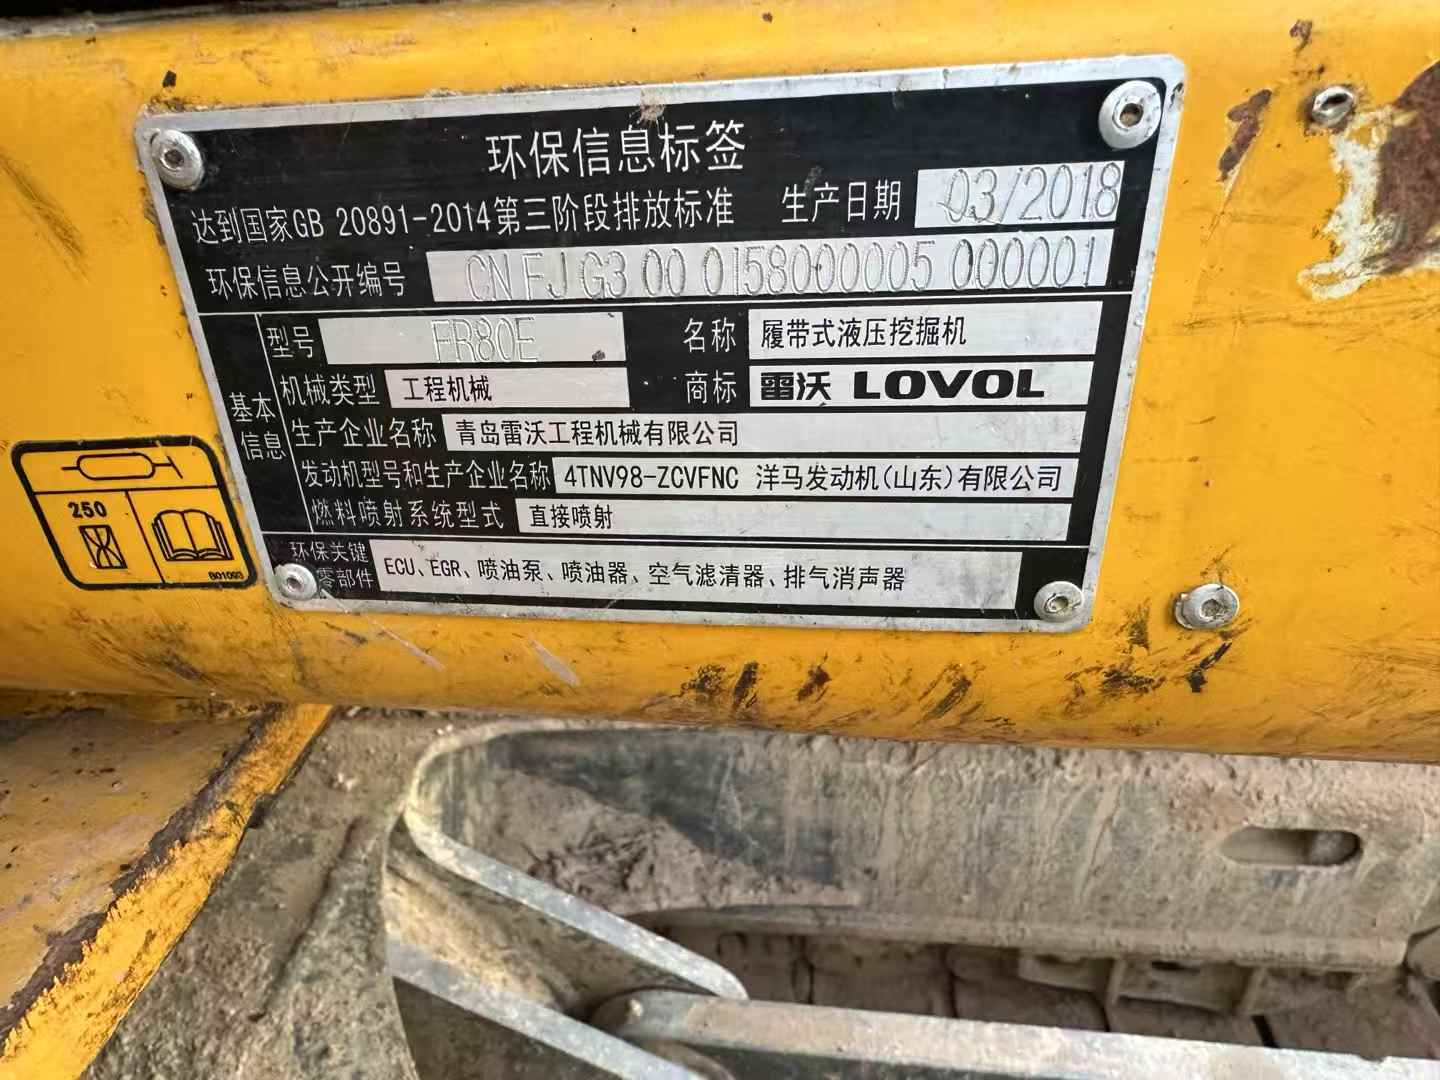 环保信息标签
达到国家GB 20891-2014第三阶段排放标准 生产日期 03/2018
环保信息公开编号 CN FJ G3 00 0158000005 000001
基本信息
型号 FR80E 名称 履带式液压挖掘机
机械类型 工程机械 商标 雷沃 LOVOL
生产企业名称 青岛雷沃工程机械有限公司
发动机型号和生产企业名称 4TNV98-ZCVFNC 洋马发动机(山东)有限公司
燃料喷射系统型式 直接喷射
环保关键零部件 ECU、EGR、喷油泵、喷油器、空气滤清器、排气消声器
250
B01093